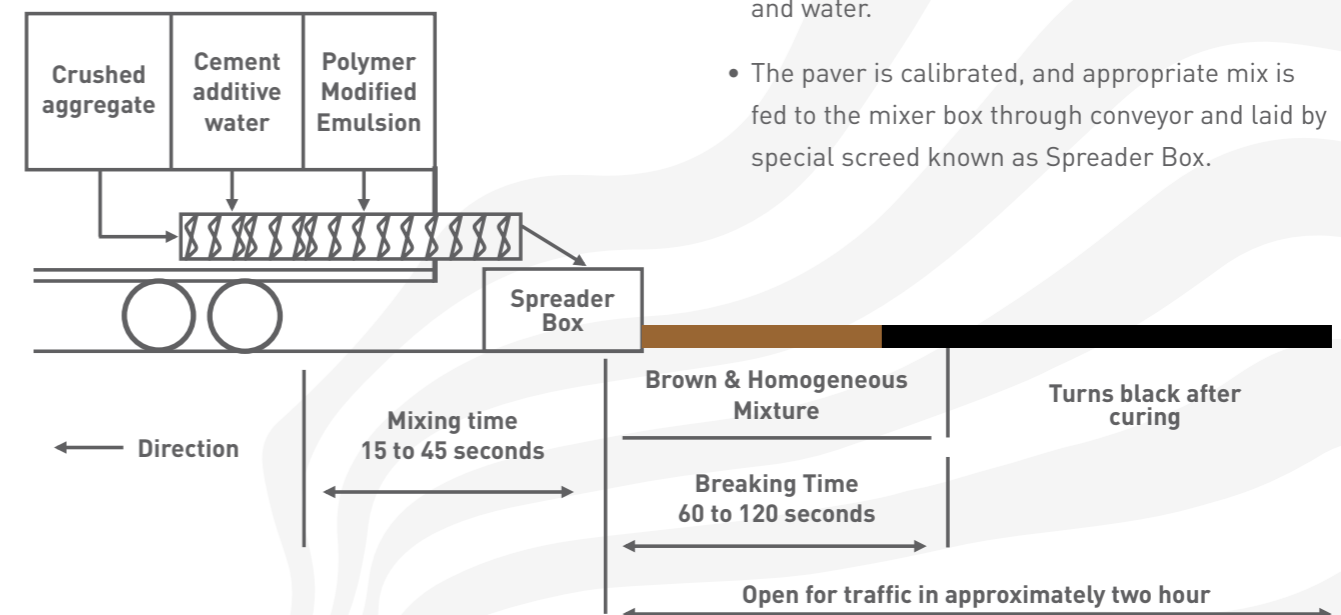 and water.
• The paver is calibrated, and appropriate mix is
fed to the mixer box through conveyor and laid by
special screed known as Spreader Box.
Crushed
aggregate
Cement
additive
water
Polymer
Modified
Emulsion
Spreader
Box
Direction
Mixing time
15 to 45 seconds
Brown & Homogeneous
Mixture
Turns black after
curing
Breaking Time
60 to 120 seconds
Open for traffic in approximately two hour